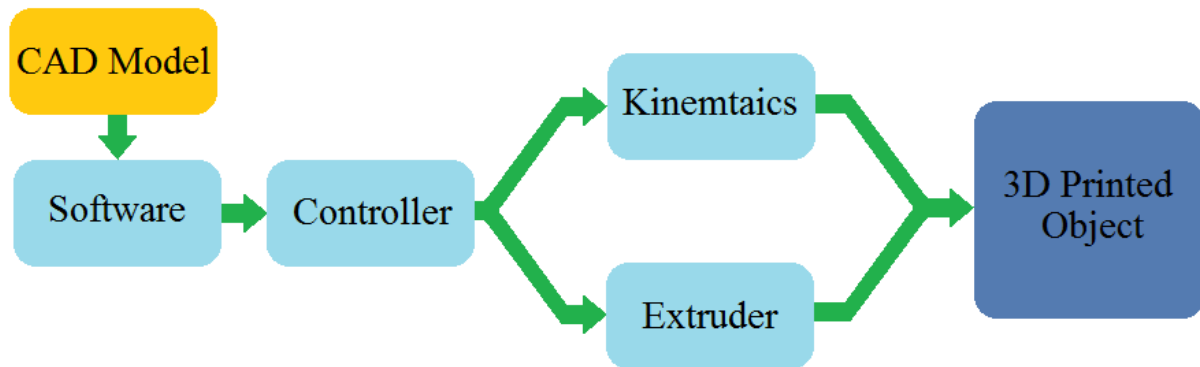 CAD Model
Software
Controller
Kinemtaics
Extruder
3D Printed
Object